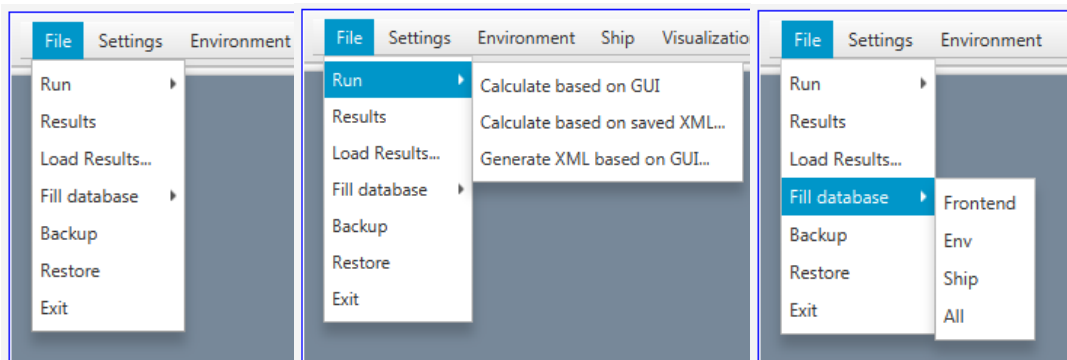 File Settings Environment
Run
Results
Load Results...
Fill database
Backup
Restore
Exit
File Settings Environment Ship Visualizatio
Run
Results
Load Results...
Fill database
Backup
Restore
Exit
Calculate based on GUI
Calculate based on saved XML...
Generate XML based on GUI...
File Settings Environment
Run
Results
Load Results...
Fill database
Backup
Restore
Exit
Frontend
Env
Ship
All